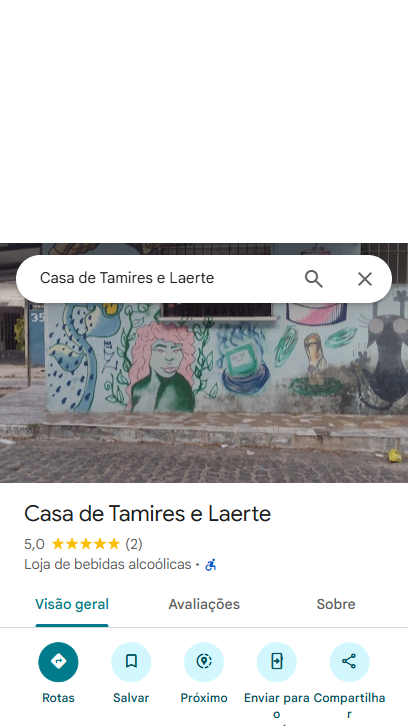 Casa de Tamires e Laerte
35
Casa de Tamires e Laerte
5,0 (2)
Loja de bebidas alcoólicas ·
Visão geral Avaliações Sobre
Rotas Salvar Próximo Enviar para o Compartilhar